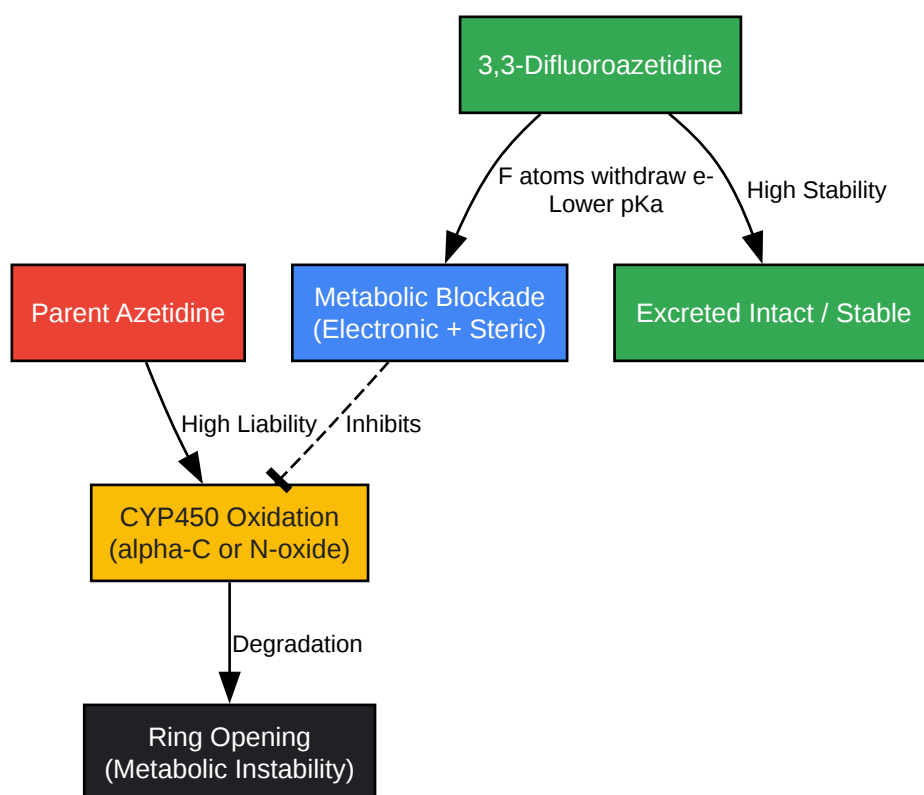 3,3-Difluoroazetidine
F atoms withdraw e-
Lower pKa
High Stability
Parent Azetidine
Metabolic Blockade
(Electronic + Steric)
Excreted Intact / Stable
High Liability
Inhibits
CYP450 Oxidation
(alpha-C or N-oxide)
Degradation
Ring Opening
(Metabolic Instability)